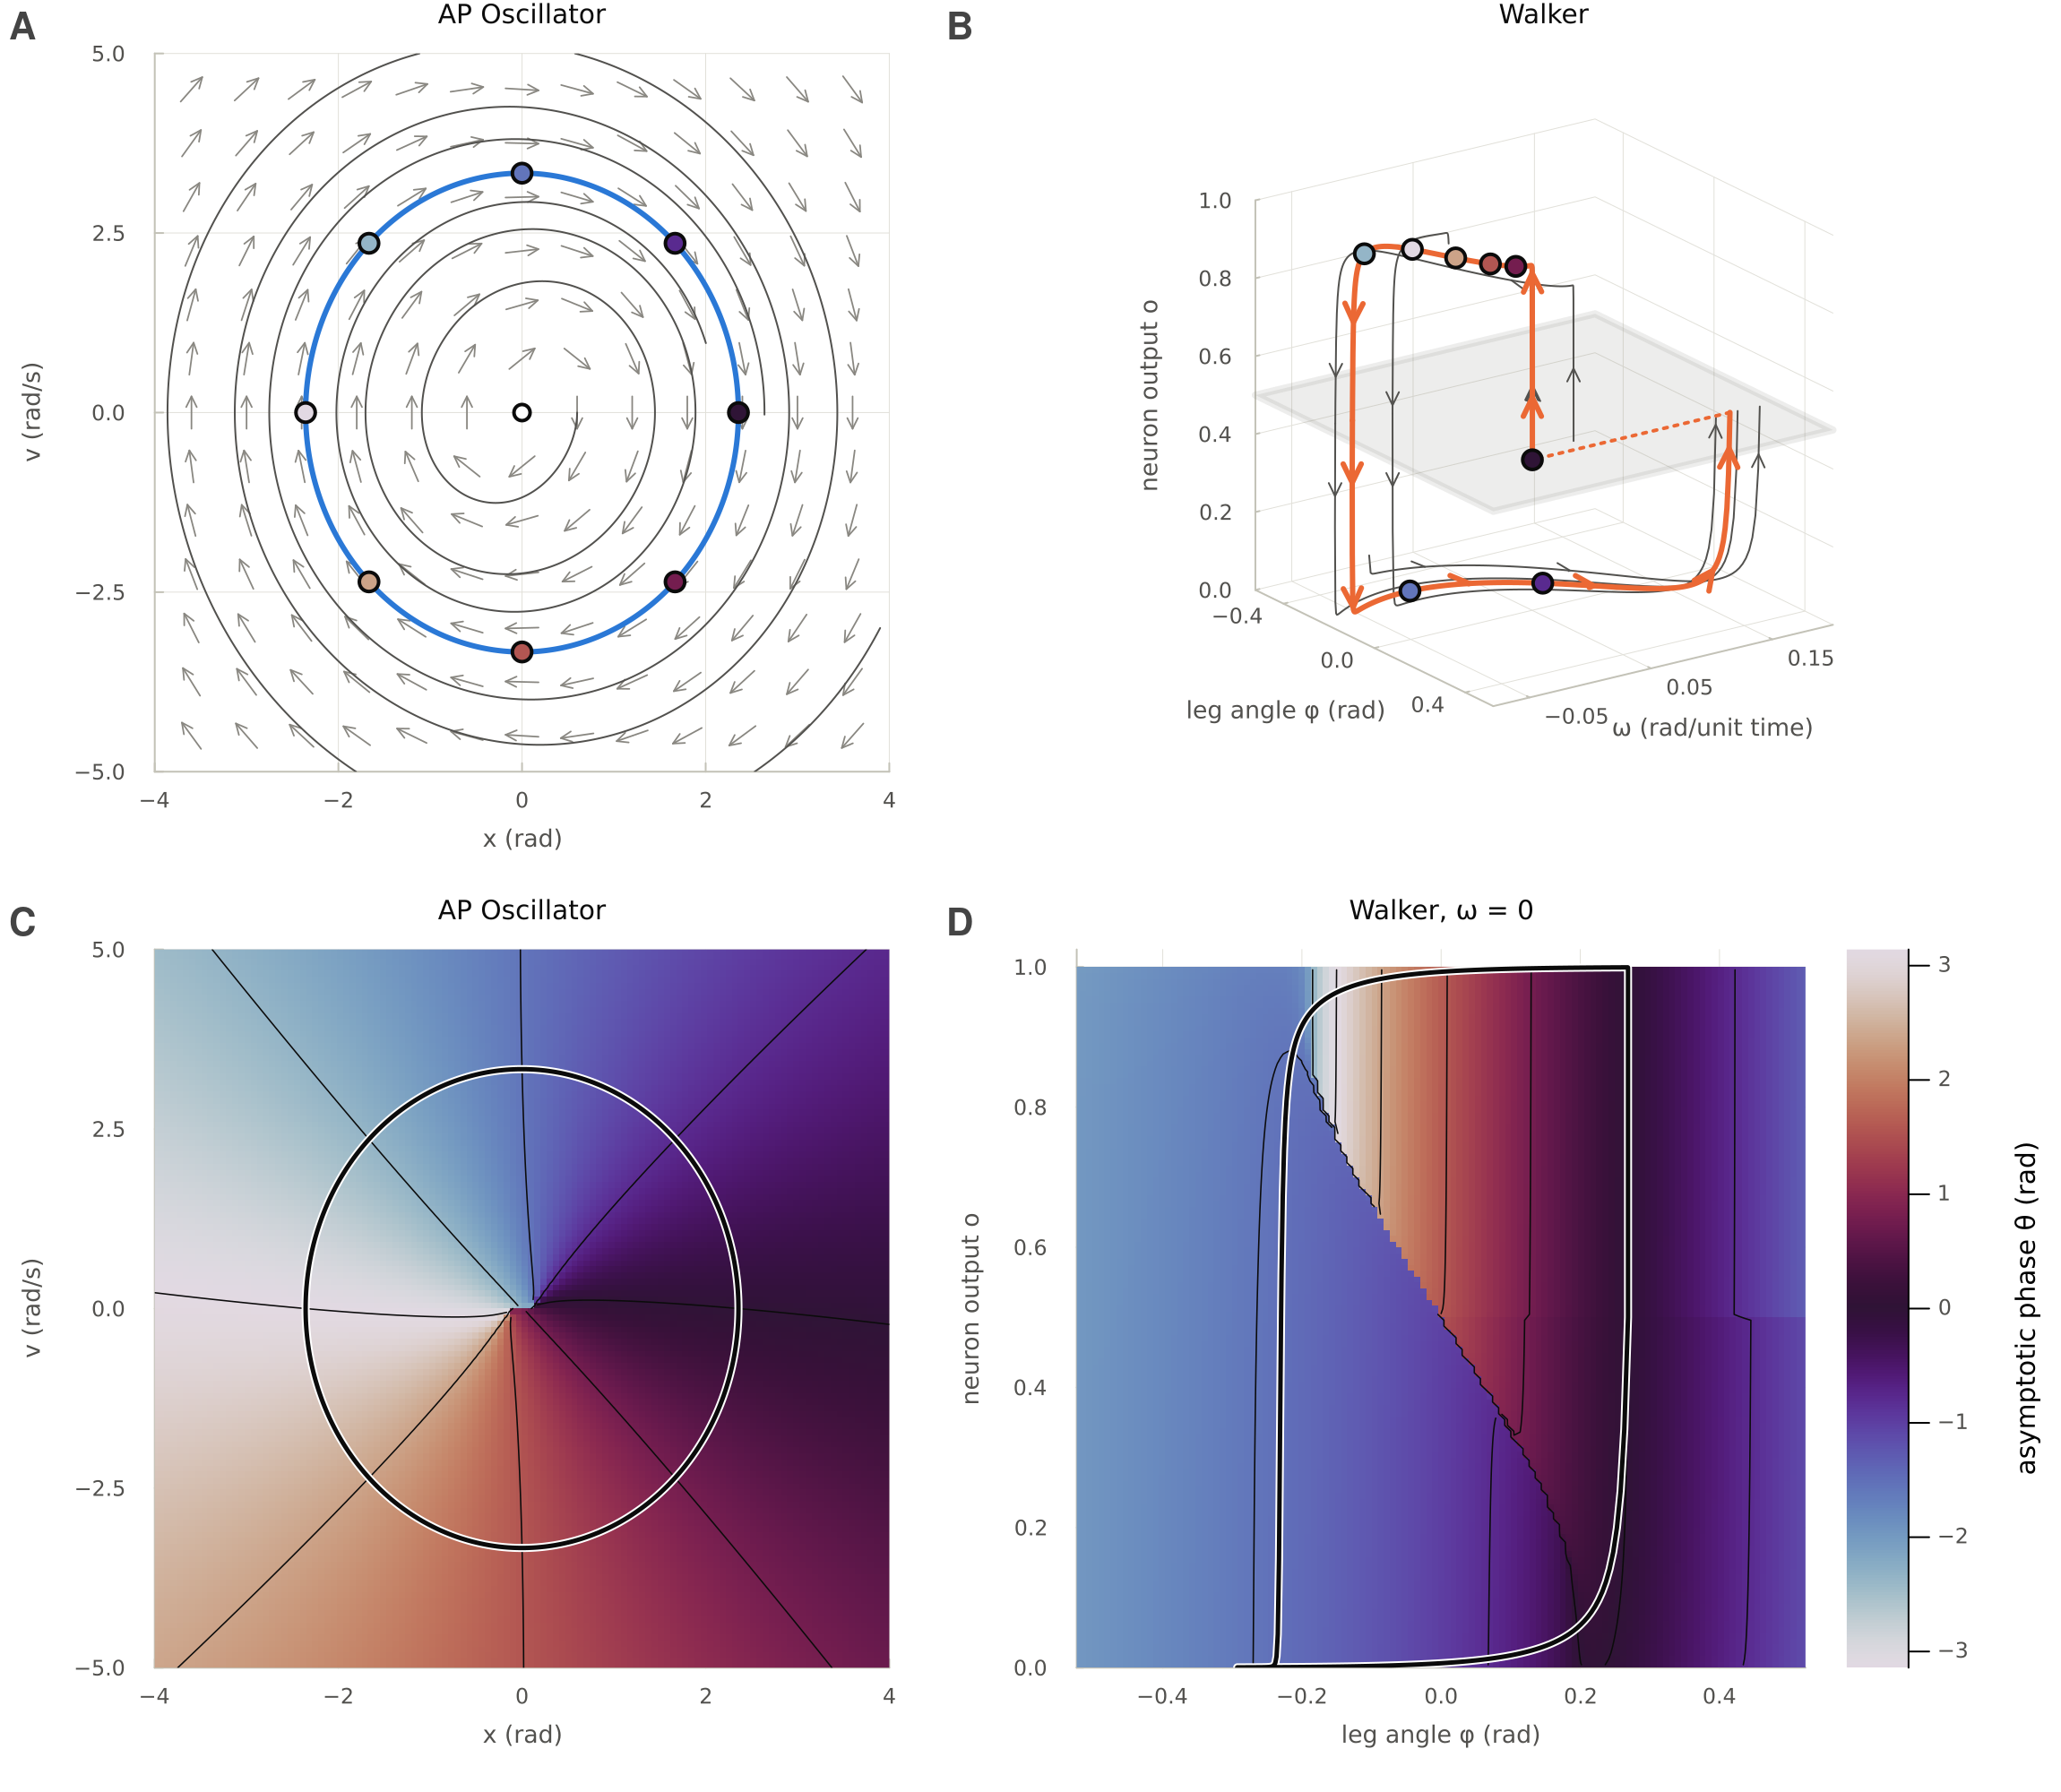 A
AP Oscillator
5.0
2.5
0.0
−2.5
−5.0
v (rad/s)
−4
−2
0
2
4
x (rad)
B
Walker
1.0
0.8
0.6
0.4
0.2
0.0
neuron output o
−0.4
0.0
0.4
leg angle φ (rad)
−0.05
0.05
0.15
ω (rad/unit time)
C
AP Oscillator
5.0
2.5
0.0
−2.5
−5.0
v (rad/s)
−4
−2
0
2
4
x (rad)
D
Walker, ω = 0
1.0
0.8
0.6
0.4
0.2
0.0
neuron output o
−0.4
−0.2
0.0
0.2
0.4
leg angle φ (rad)
3
2
1
0
−1
−2
−3
asymptotic phase θ (rad)